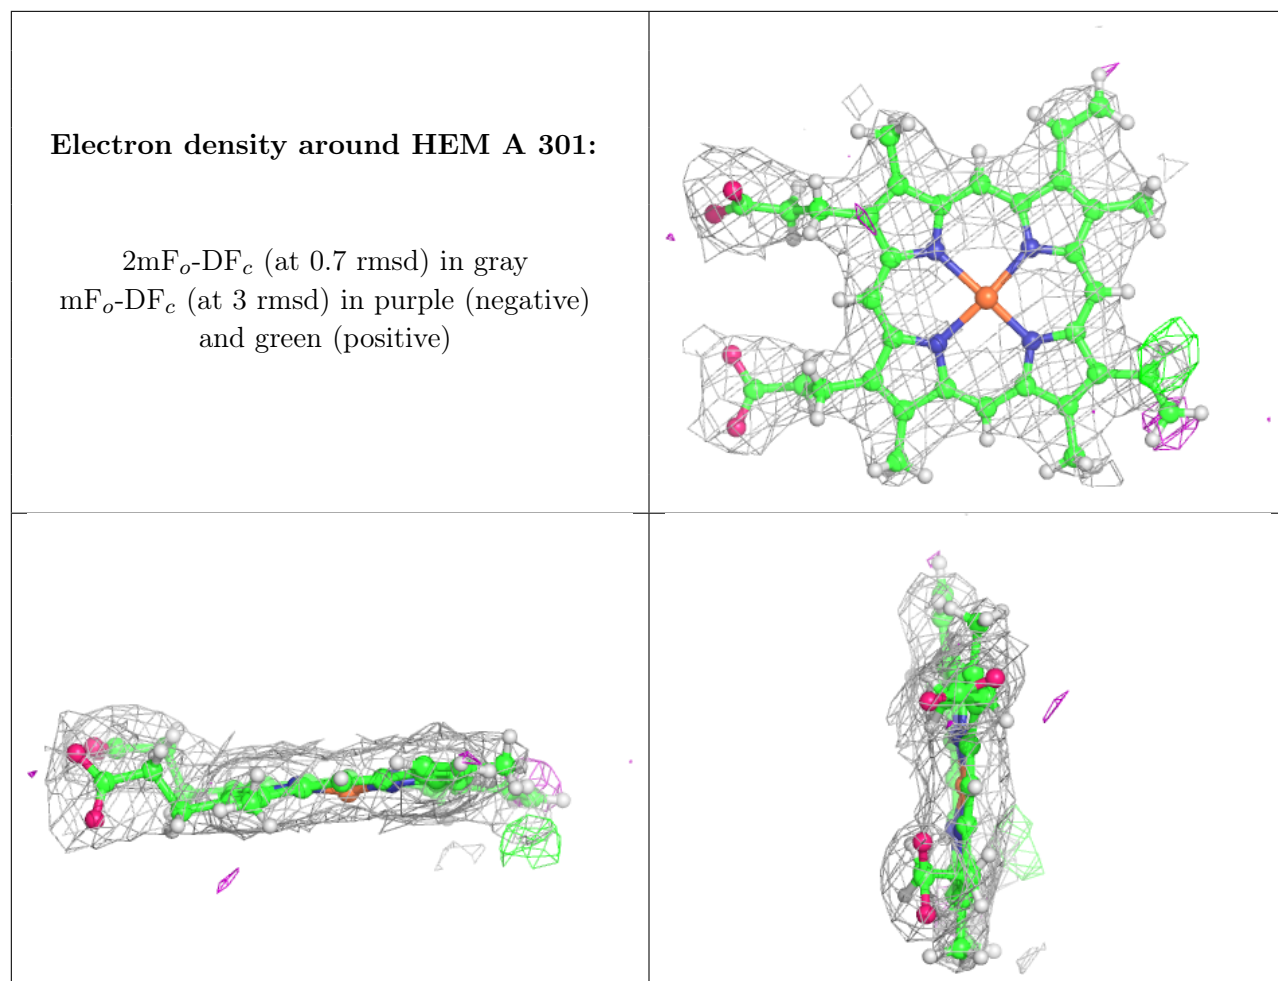 Electron density around HEM A 301:
2mFo-DFc (at 0.7 rmsd) in gray
mFo-DFc (at 3 rmsd) in purple (negative)
and green (positive)